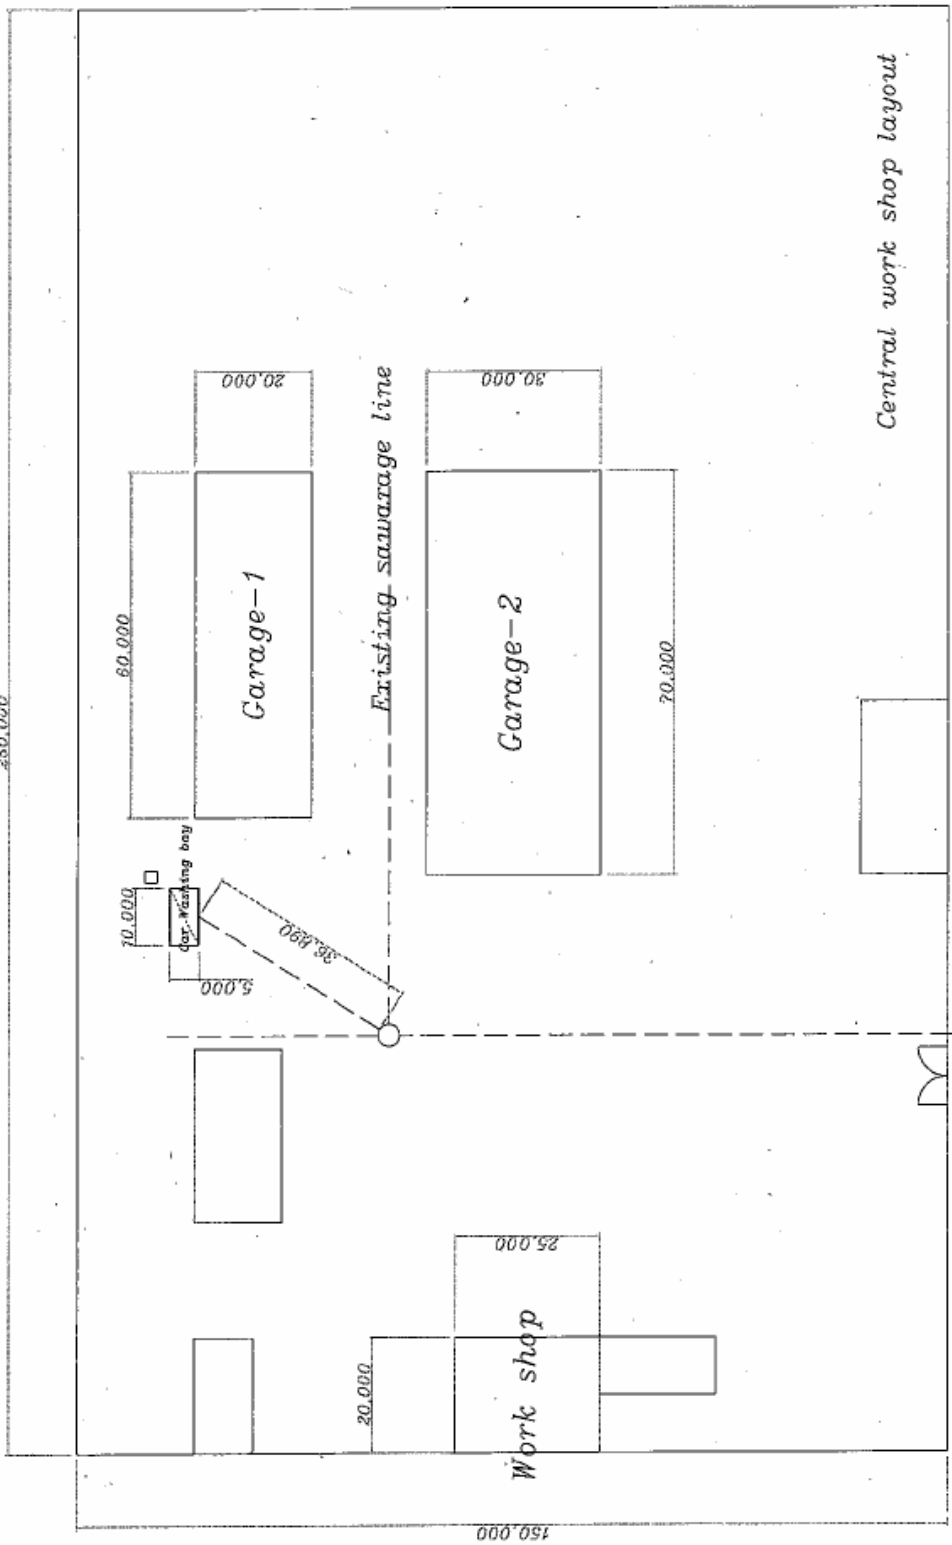 250,000
150,000
Central work shop layout
60,000
20,000
Garage-1
Existing sawarage line
30,000
Garage-2
70,000
Car Washing bay
10,000
5,000
36,890
25,000
20,000
Work shop